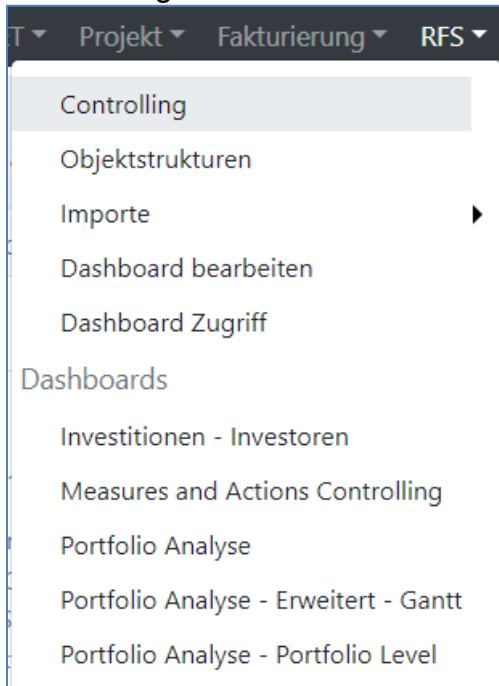 Projekt Fakturierung RFS
Controlling
Objektstrukturen
Importe
Dashboard bearbeiten
Dashboard Zugriff
Dashboards
Investitionen - Investoren
Measures and Actions Controlling
Portfolio Analyse
Portfolio Analyse - Erweitert - Gantt
Portfolio Analyse - Portfolio Level